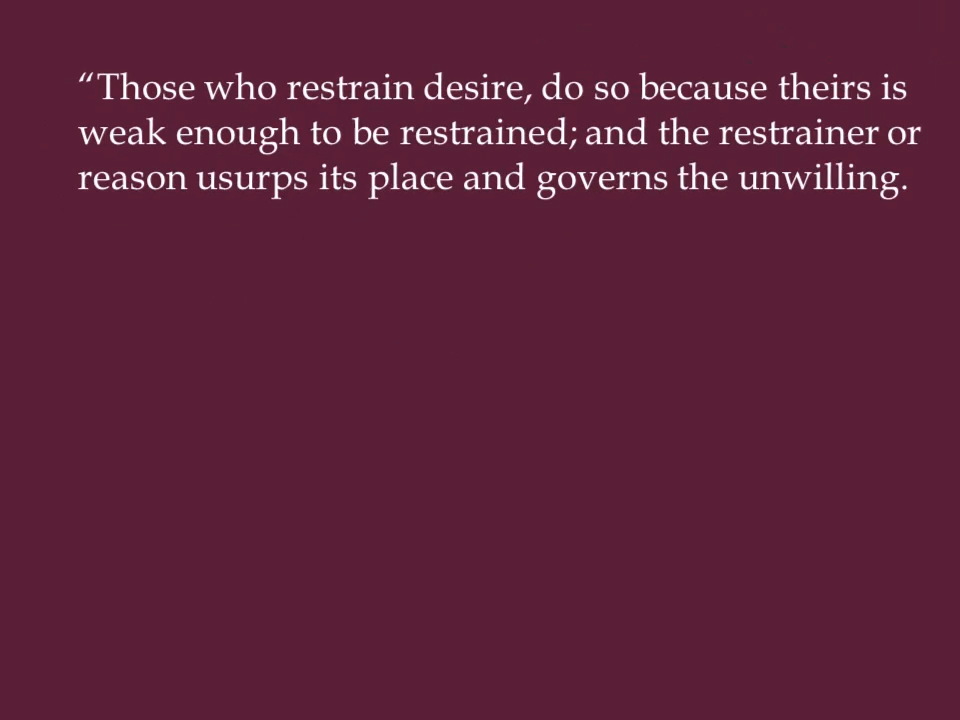 “Those who restrain desire, do so because theirs is
weak enough to be restrained; and the restrainer or
reason usurps its place and governs the unwilling.